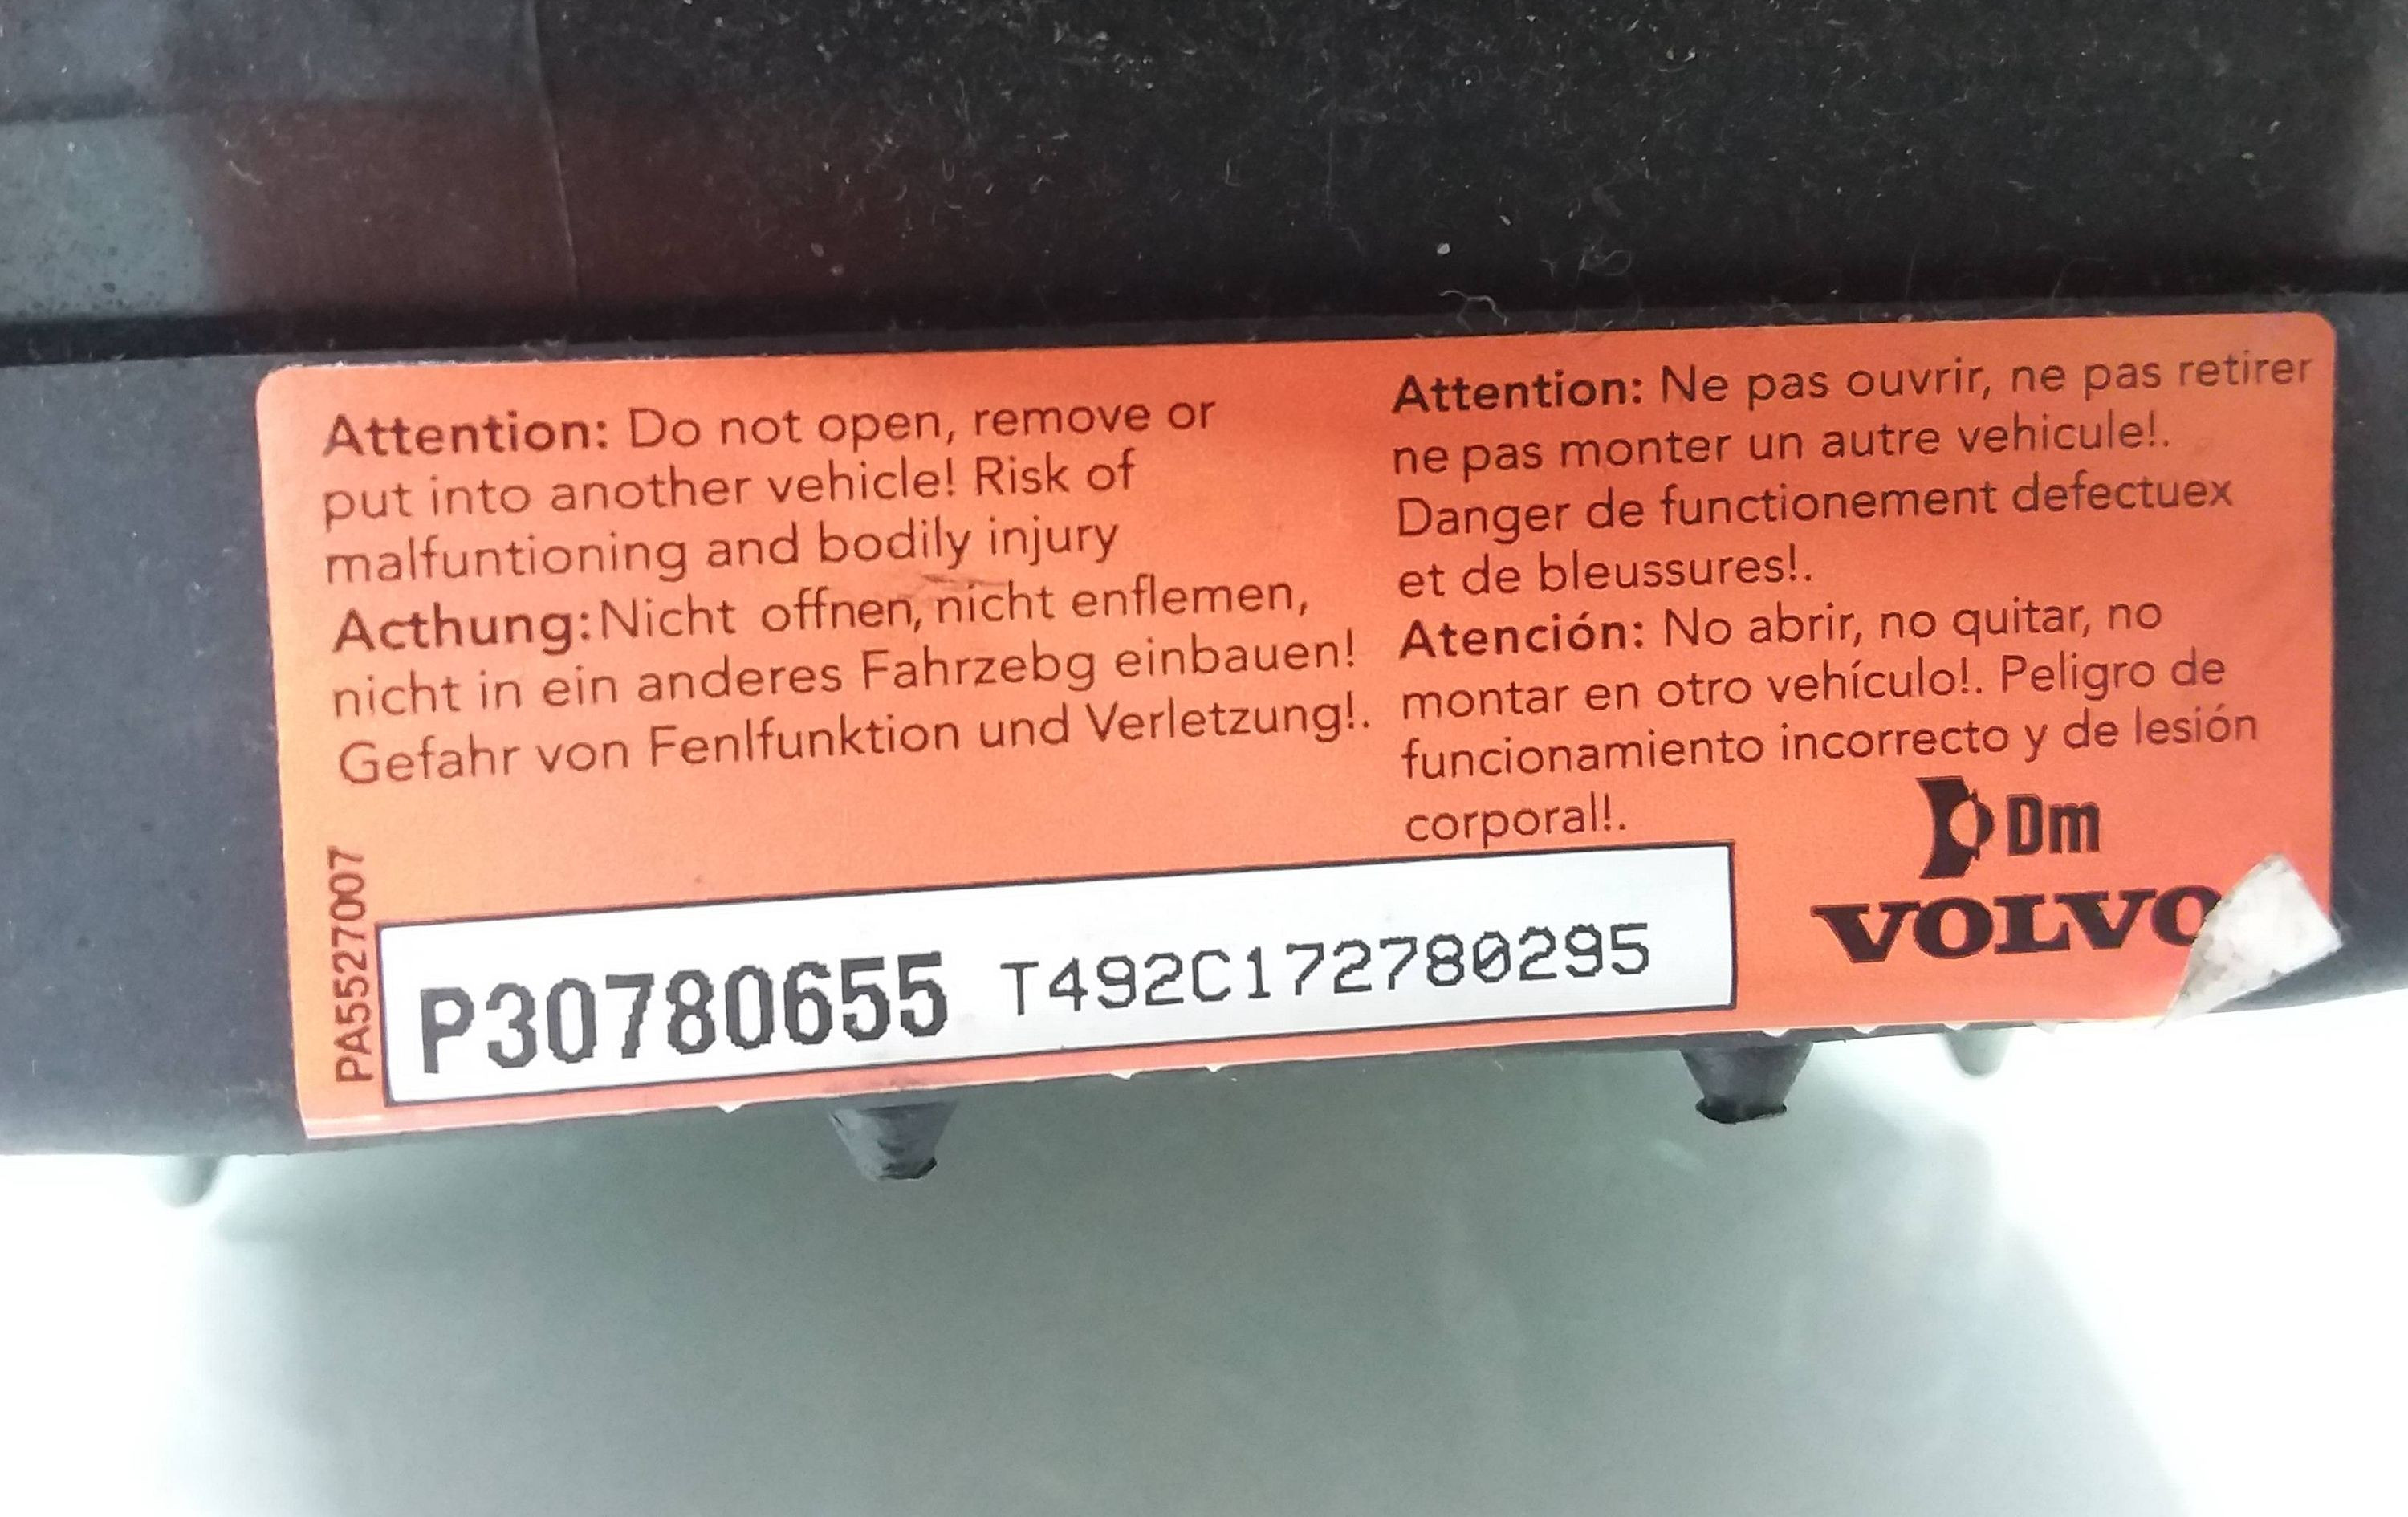 Attention: Do not open, remove or
put into another vehicle! Risk of
malfuntioning and bodily injury
Acthung:Nicht offnen, nicht enflemen,
nicht in ein anderes Fahrzebg einbauen!
Gefahr von Fenlfunktion und Verletzung!.
Attention: Ne pas ouvrir, ne pas retirer
ne pas monter un autre vehicule!.
Danger de functionement defectuex
et de bleussures!.
Atención: No abrir, no quitar, no
montar en otro vehículo!. Peligro de
funcionamiento incorrecto y de lesión
corporal!.
Dm
VOLVO
PA5527007
P30780655 T492C172780295